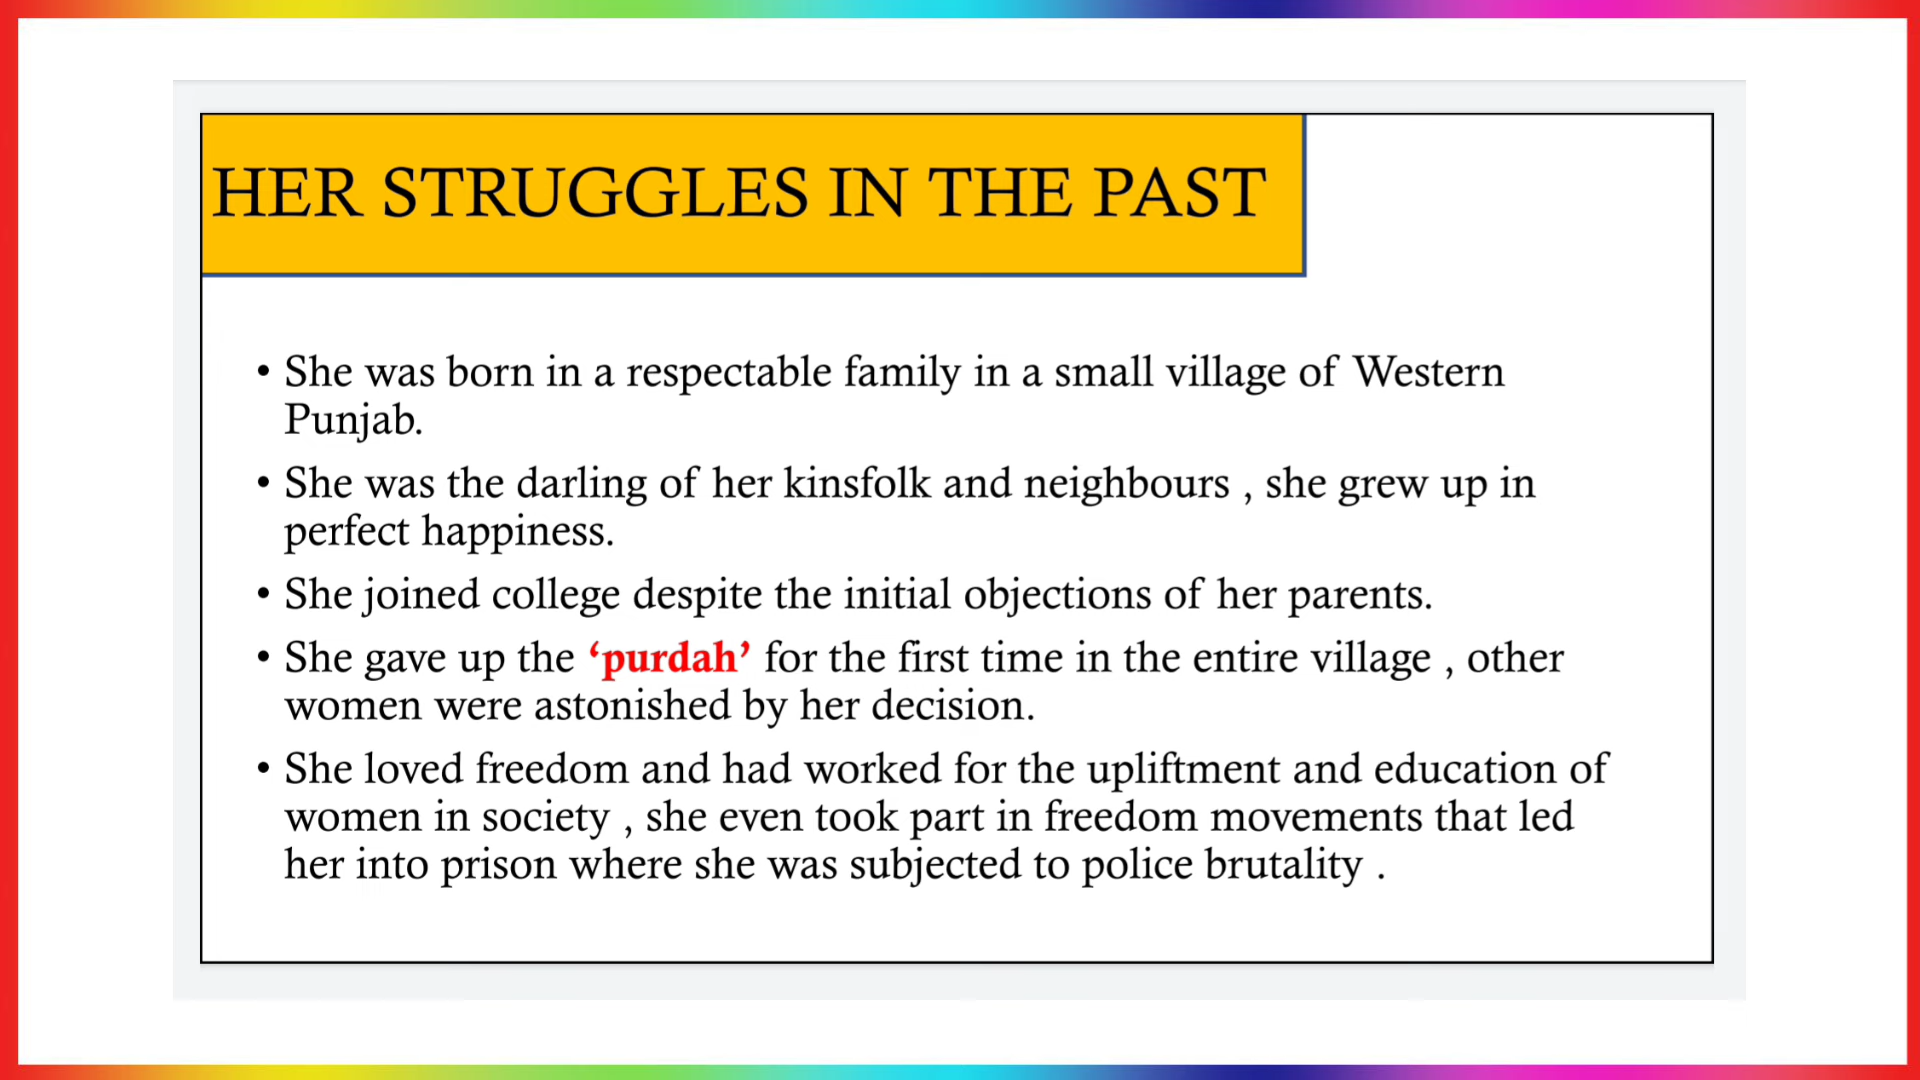 HER STRUGGLES IN THE PAST
• She was born in a respectable family in a small village of Western
Punjab.
• She was the darling of her kinsfolk and neighbours , she grew up in
perfect happiness.
• She joined college despite the initial objections of her parents.
• She gave up the ‘purdah’ for the first time in the entire village , other
women were astonished by her decision.
• She loved freedom and had worked for the upliftment and education of
women in society , she even took part in freedom movements that led
her into prison where she was subjected to police brutality .